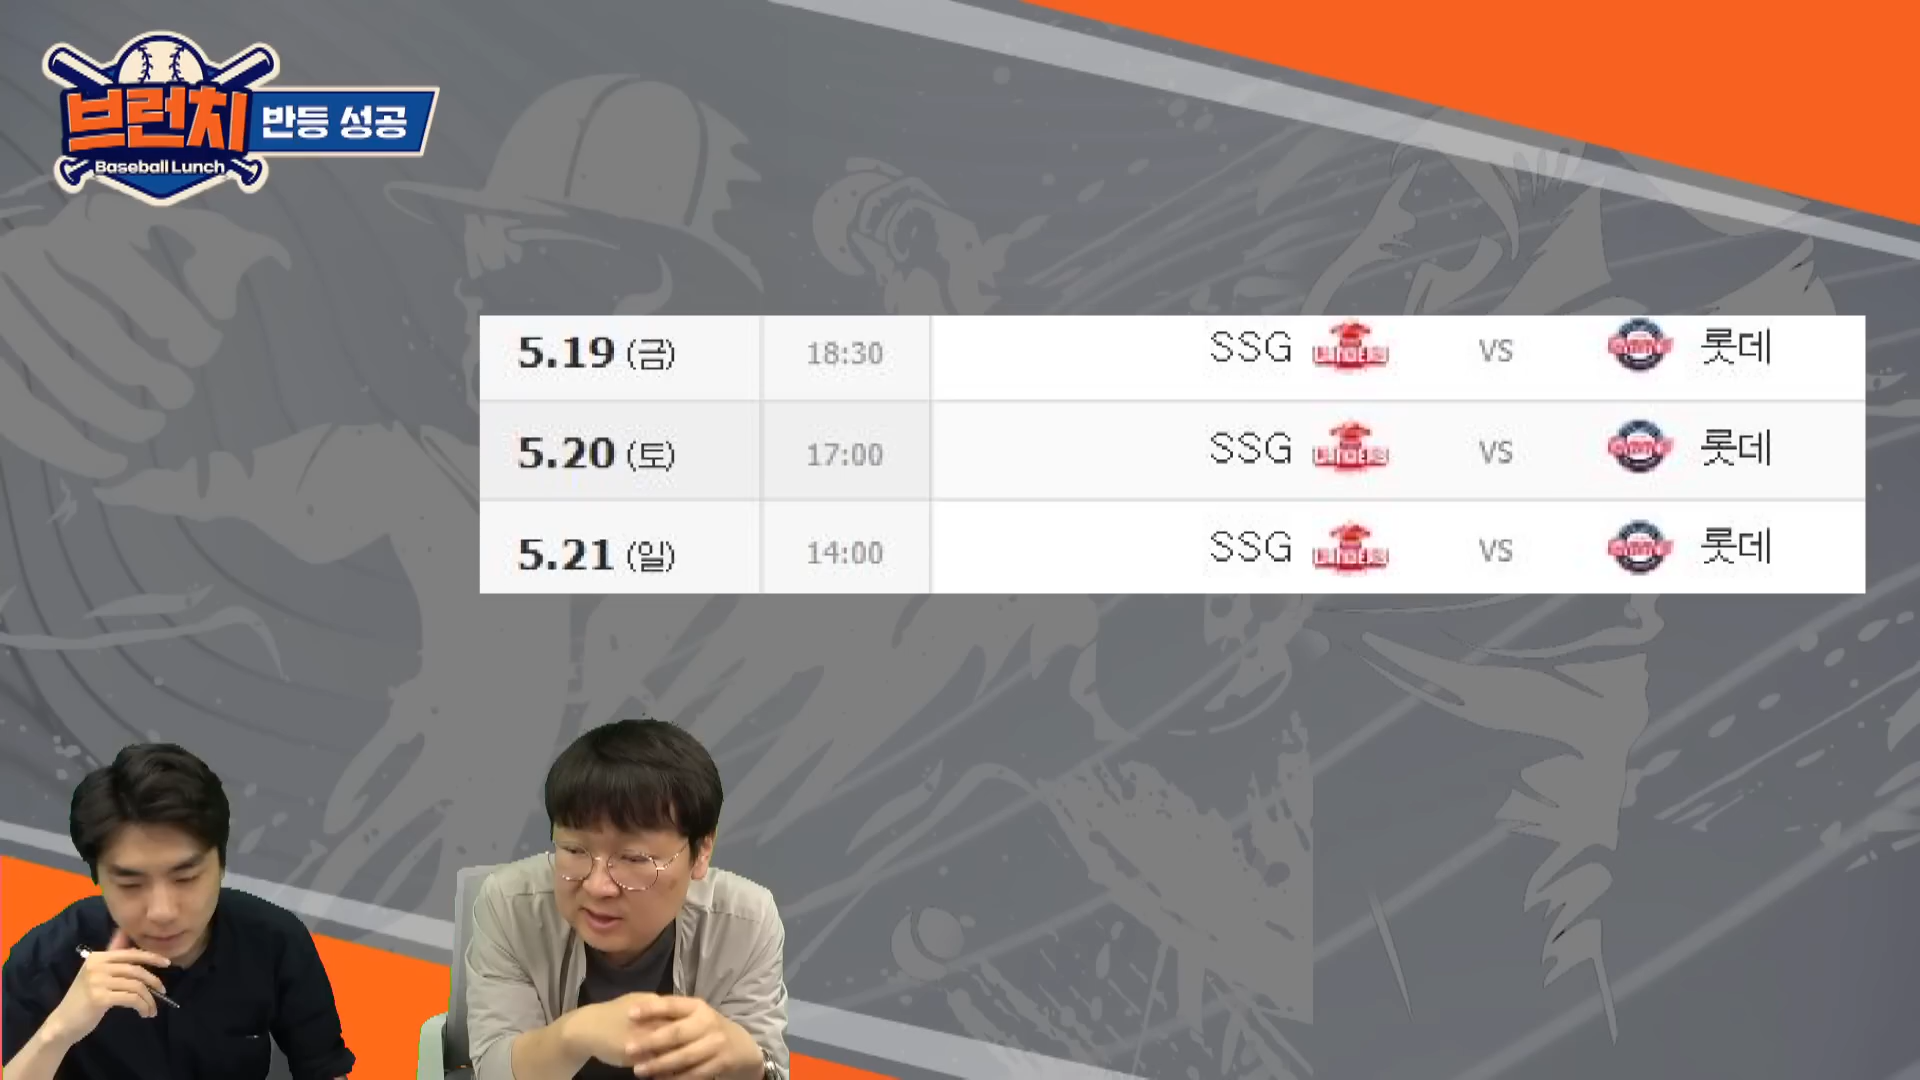 브런치 반등 성공
Baseball Lunch
5.19 (금) 18:30 SSG VS 롯데
5.20 (토) 17:00 SSG VS 롯데
5.21 (일) 14:00 SSG VS 롯데